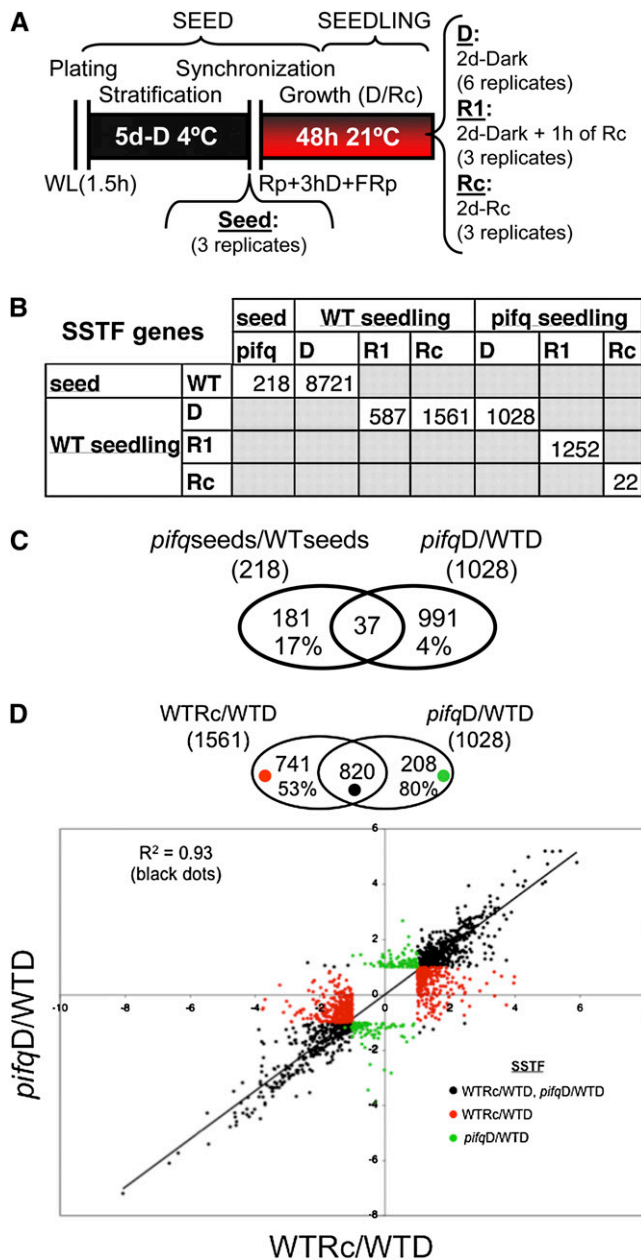 A
SEED SEEDLING
Plating Synchronization
Stratification Growth (D/Rc)
5d-D 4ºC 48h 21ºC
WL(1.5h) Rp+3hD+FRp
Seed:
(3 replicates)
D:
2d-Dark
(6 replicates)
R1:
2d-Dark + 1h of Rc
(3 replicates)
Rc:
2d-Rc
(3 replicates)
B
SSTF genes seed WT seedling pifq seedling
pifq D R1 Rc D R1 Rc
seed WT 218 8721
WT seedling D 587 1561 1028
R1 1252
Rc 22
C
pifqseeds/WTseeds pifqD/WTD
(218) (1028)
181 37 991
17% 4%
D
WTRc/WTD pifqD/WTD
(1561) (1028)
741 820 208
53% 80%
R² = 0.93
(black dots)
6
4
2
0
-10 -8 -6 -4 -2 0 2 4 6
-2
-4
-6
-8
pifqD/WTD
SSTF
WTRc/WTD, pifqD/WTD
WTRc/WTD
pifqD/WTD
WTRc/WTD